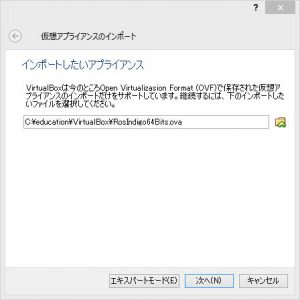 ?
仮想アプライアンスのインポート
インポートしたいアプライアンス
VirtualBoxは今のところOpen Virtualizasion Format (OVF)で保存された仮想ア
プライアンスのインポートだけをサポートしています。継続するには、下のインポートした
いファイルを選択してください。
C:¥education¥VirtualBox¥RosIndigo64Bits.ova
エキスパートモード(E)
次へ(N)
キャンセル